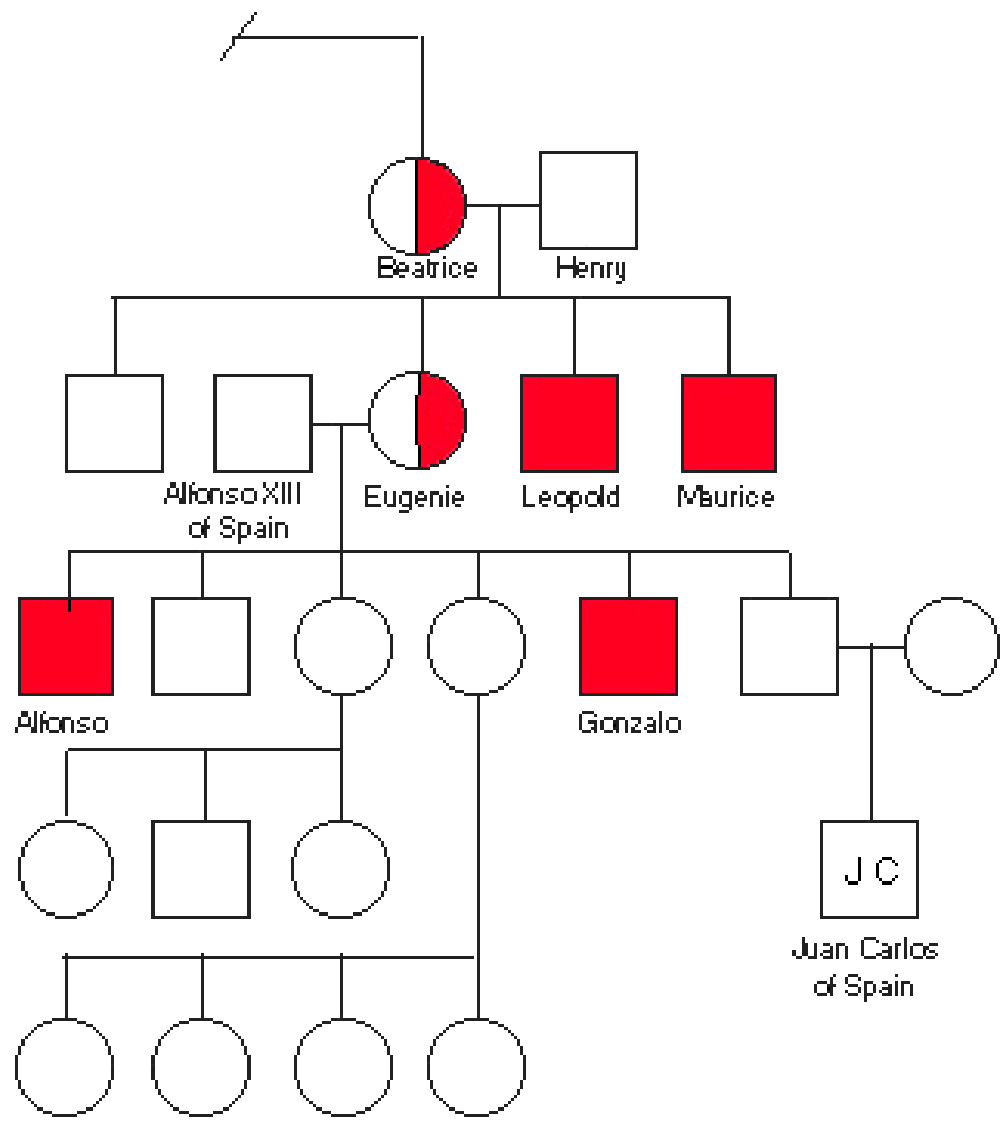 Beatrice
Henry
Alfonso XIII
of Spain
Eugenie
Leopold
Maurice
Alfonso
Gonzalo
J C
Juan Carlos
of Spain